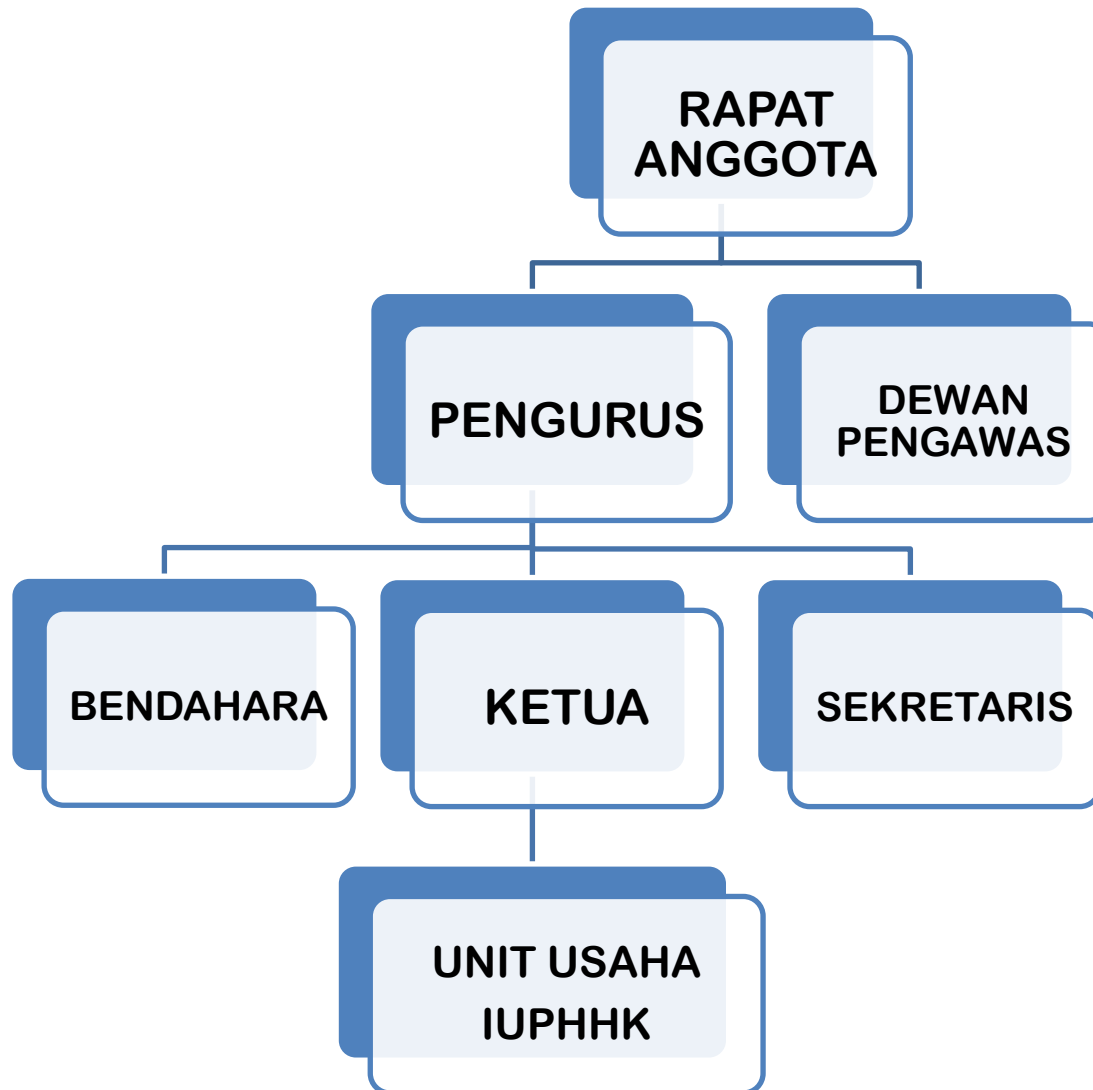 RAPAT
ANGGOTA
PENGURUS
DEWAN
PENGAWAS
BENDAHARA
KETUA
SEKRETARIS
UNIT USAHA
IUPHHK